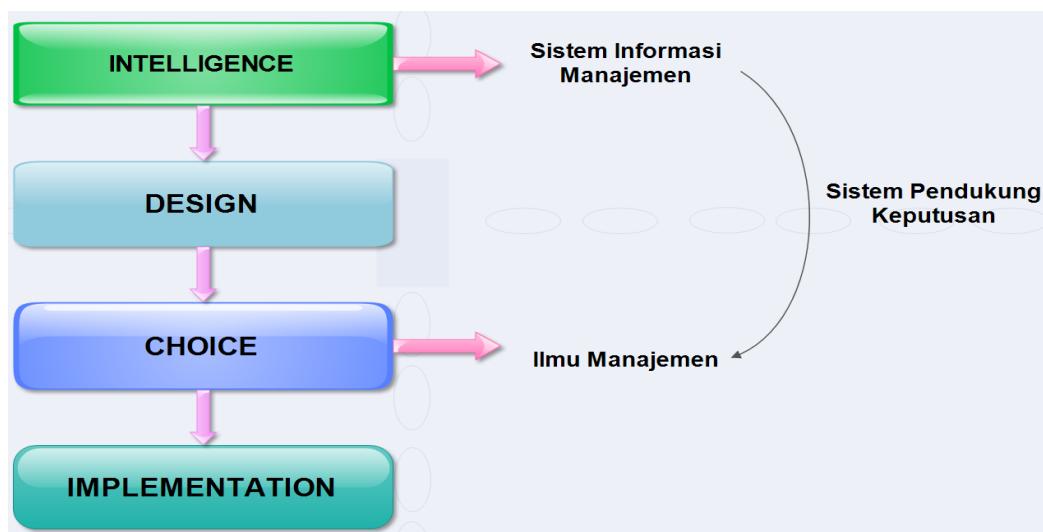 INTELLIGENCE
Sistem Informasi
Manajemen
DESIGN
Sistem Pendukung
Keputusan
CHOICE
Ilmu Manajemen
IMPLEMENTATION